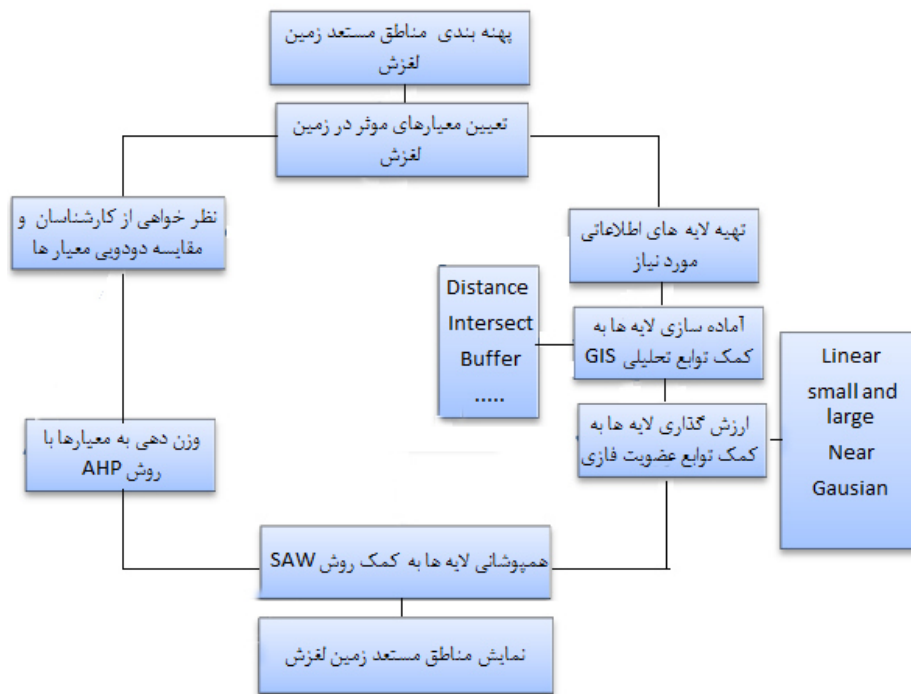 پهنه بندی مناطق مستعد زمین
لغزش
تعیین معیارهای موثر در زمین
لغزش
نظر خواهی از کارشناسان و
مقایسه دودویی معیار ها
تهیه لایه های اطلاعاتی
مورد نیاز
Distance
Intersect
Buffer
.....
آماده سازی لایه ها به
کمک توابع تحلیلی GIS
Linear
small and
large
Near
Gausian
ارزش گذاری لایه ها به
کمک توابع عضویت فازی
وزن دهی به معیارها با
روش AHP
همپوشانی لایه ها به کمک روش SAW
نمایش مناطق مستعد زمین لغزش